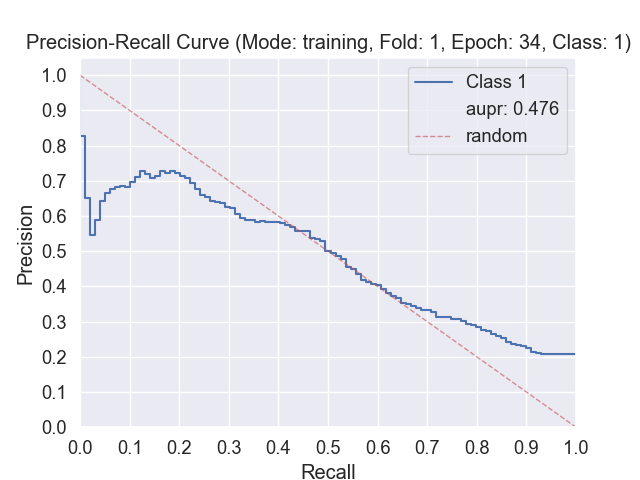 Precision-Recall Curve (Mode: training, Fold: 1, Epoch: 34, Class: 1)
1.0
0.9
0.8
0.7
0.6
0.5
0.4
0.3
0.2
0.1
0.0
Precision
Class 1
aupr: 0.476
random
0.0 0.1 0.2 0.3 0.4 0.5 0.6 0.7 0.8 0.9 1.0
Recall